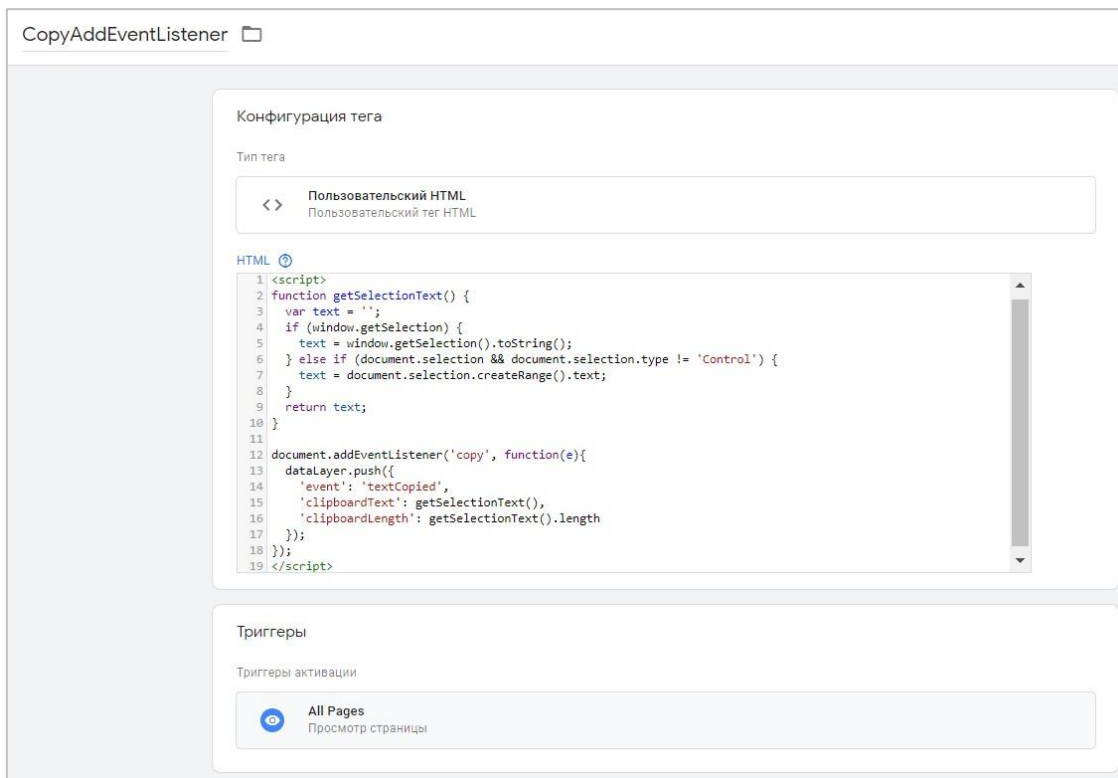 CopyAddEventListener
Конфигурация тега
Тип тега
Пользовательский HTML
Пользовательский тег HTML
HTML
1 <script>
2 function getSelectionText() {
3   var text = '';
4   if (window.getSelection) {
5     text = window.getSelection().toString();
6   } else if (document.selection && document.selection.type != 'Control') {
7     text = document.selection.createRange().text;
8   }
9   return text;
10 }
11
12 document.addEventListener('copy', function(e){
13   dataLayer.push({
14     'event': 'textCopied',
15     'clipboardText': getSelectionText(),
16     'clipboardLength': getSelectionText().length
17   });
18 });
19 </script>
Триггеры
Триггеры активации
All Pages
Просмотр страницы